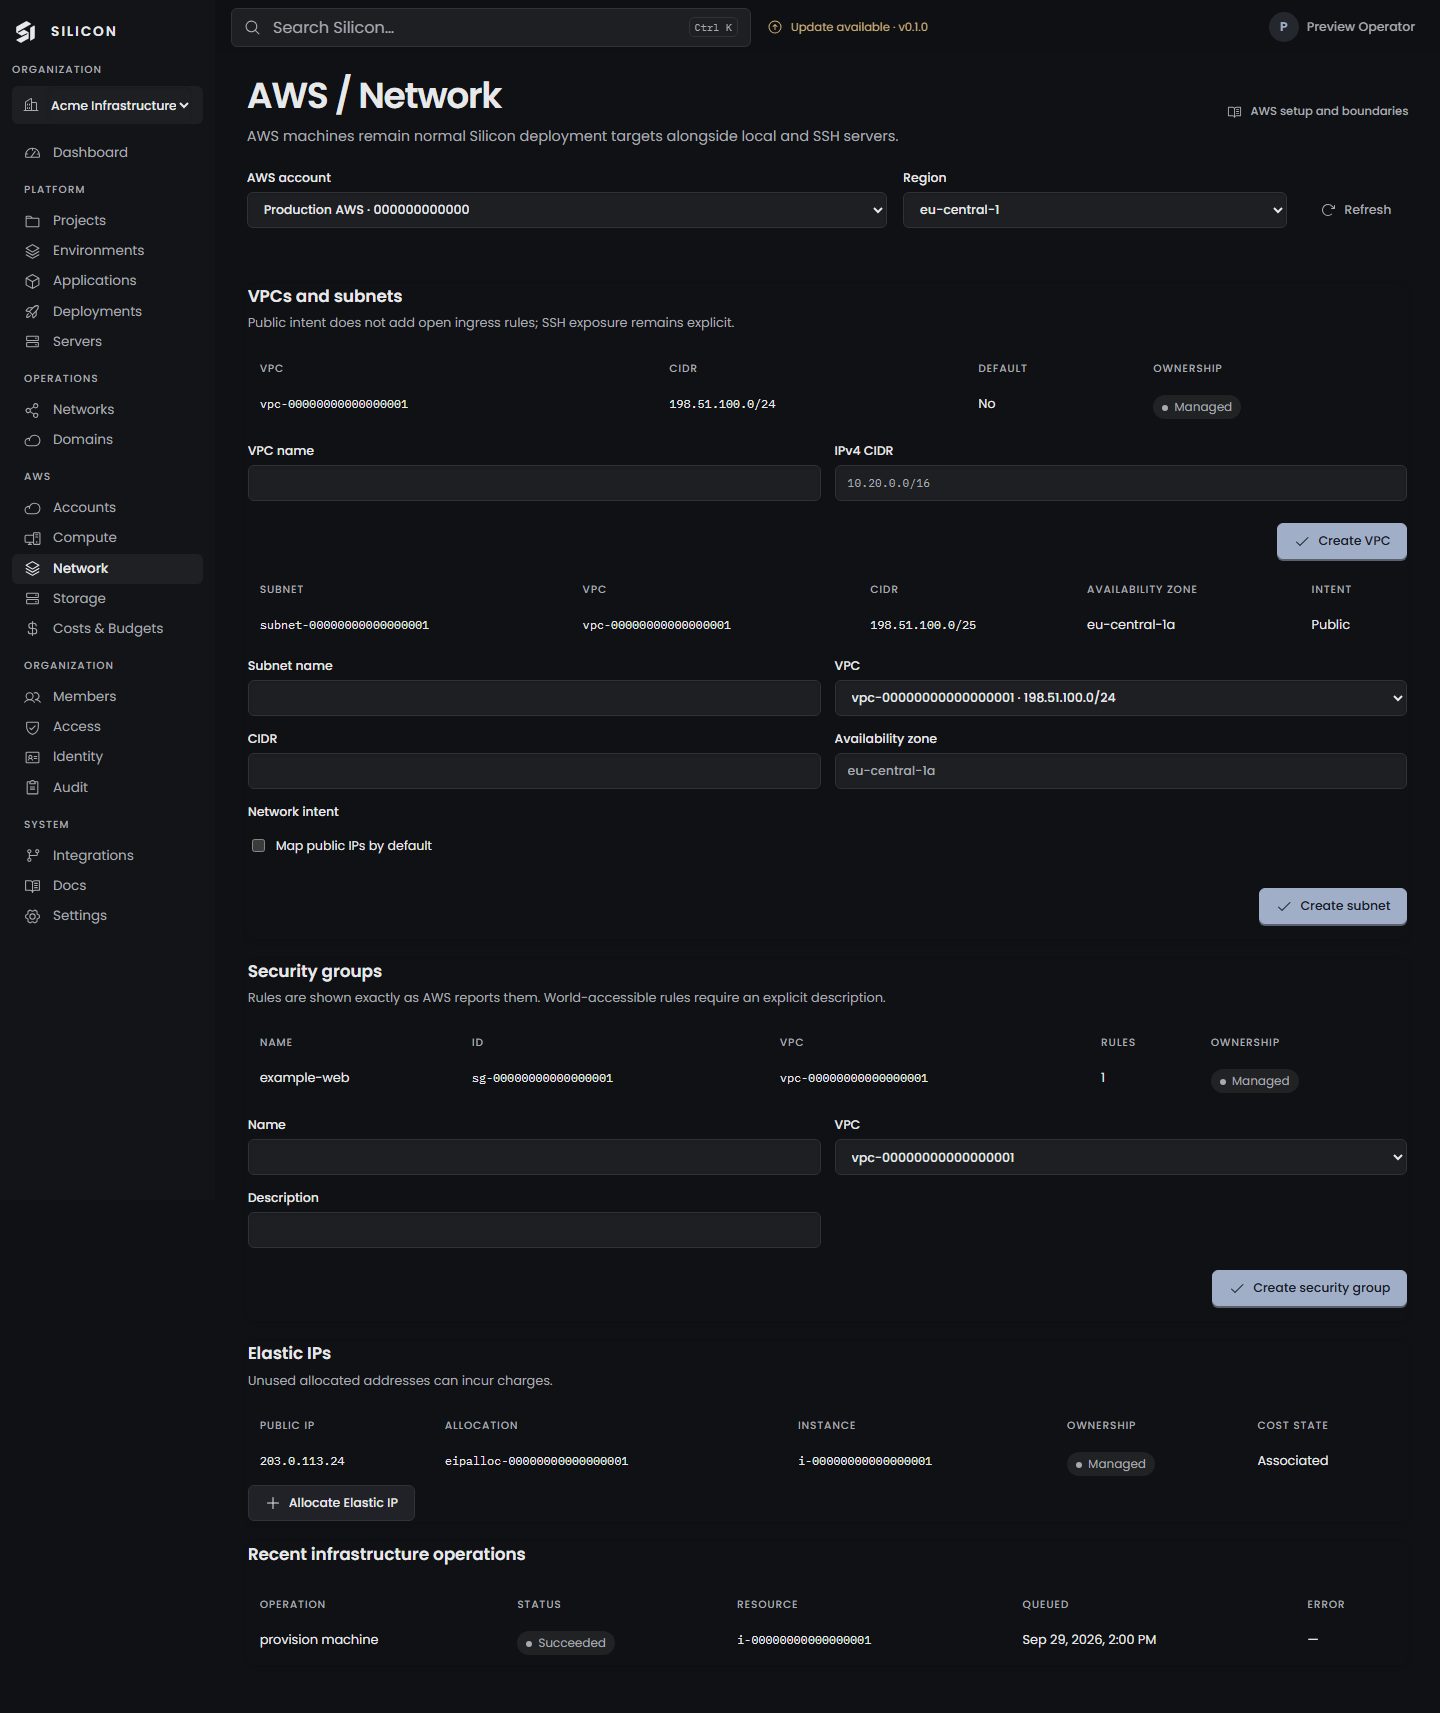 SILICON
Search Silicon...
Ctrl K
Update available · v0.1.0
P
Preview Operator
ORGANIZATION
Acme Infrastructure
Dashboard
PLATFORM
Projects
Environments
Applications
Deployments
Servers
OPERATIONS
Networks
Domains
AWS
Accounts
Compute
Network
Storage
Costs & Budgets
ORGANIZATION
Members
Access
Identity
Audit
SYSTEM
Integrations
Docs
Settings
AWS / Network
AWS machines remain normal Silicon deployment targets alongside local and SSH servers.
AWS setup and boundaries
AWS account
Region
Production AWS · 000000000000
eu-central-1
Refresh
VPCs and subnets
Public intent does not add open ingress rules; SSH exposure remains explicit.
VPC CIDR DEFAULT OWNERSHIP
vpc-00000000000000001 198.51.100.0/24 No Managed
VPC name
IPv4 CIDR
10.20.0.0/16
Create VPC
SUBNET VPC CIDR AVAILABILITY ZONE INTENT
subnet-00000000000000001 vpc-00000000000000001 198.51.100.0/25 eu-central-1a Public
Subnet name
VPC
vpc-00000000000000001 · 198.51.100.0/24
CIDR
Availability zone
eu-central-1a
Network intent
Map public IPs by default
Create subnet
Security groups
Rules are shown exactly as AWS reports them. World-accessible rules require an explicit description.
NAME ID VPC RULES OWNERSHIP
example-web sg-00000000000000001 vpc-00000000000000001 1 Managed
Name
VPC
vpc-00000000000000001
Description
Create security group
Elastic IPs
Unused allocated addresses can incur charges.
PUBLIC IP ALLOCATION INSTANCE OWNERSHIP COST STATE
203.0.113.24 eipalloc-00000000000000001 i-00000000000000001 Managed Associated
Allocate Elastic IP
Recent infrastructure operations
OPERATION STATUS RESOURCE QUEUED ERROR
provision machine Succeeded i-00000000000000001 Sep 29, 2026, 2:00 PM —